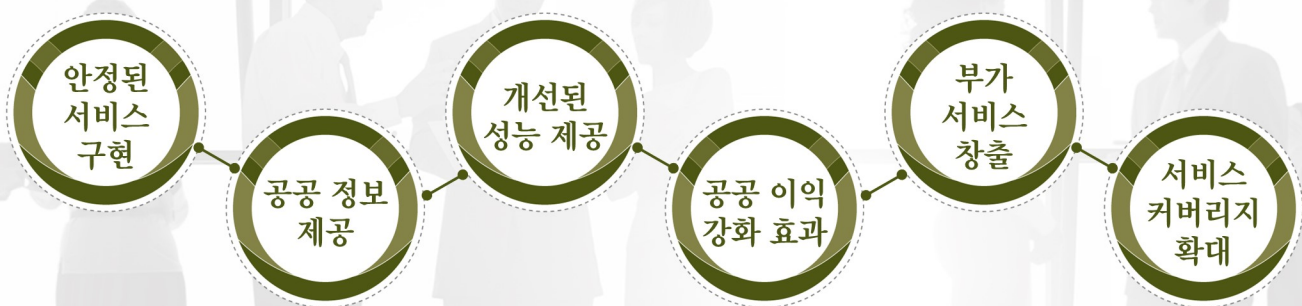 안정된
서비스
구현
공공 정보
제공
개선된
성능 제공
공공 이익
강화 효과
부가
서비스
창출
서비스
커버리지
확대